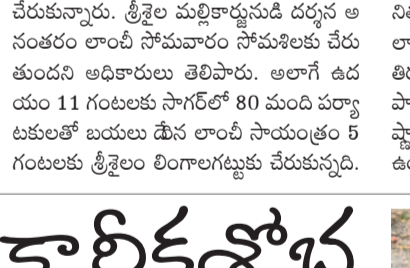 చేరుకున్నారు. శ్రీశైల మల్లికార్జునుడి దర్శన అ
నంతరం లాంచీ సోమవారం సోమశిలకు చేరు
తుందని అధికారులు తెలిపారు. అలాగే ఉద
యం 11 గంటలకు సాగర్‌లో 80 మంది పర్యా
టకులతో బయలు దేరిన లాంచీ సాయంత్రం 5
గంటలకు శ్రీశైలం లింగాలగట్టుకు చేరుకున్నది.
కార్తీకశోభ